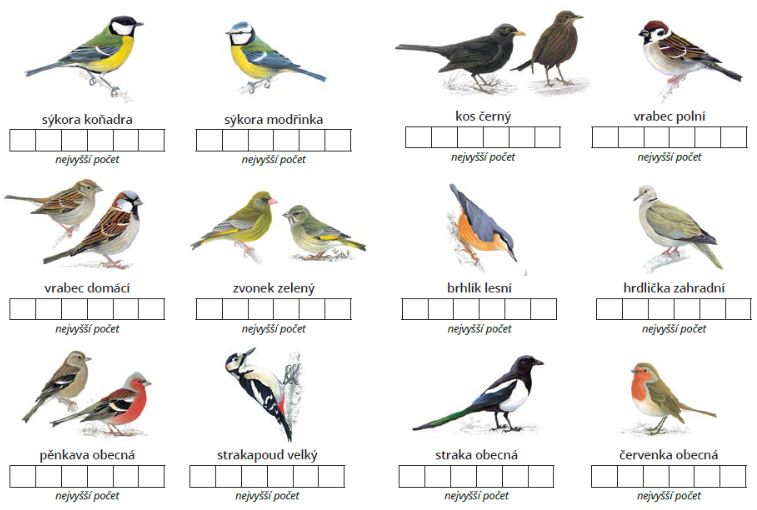 sýkora koňadra
nejvyšší počet
sýkora modřinka
nejvyšší počet
kos černý
nejvyšší počet
vrabec polní
nejvyšší počet
vrabec domácí
nejvyšší počet
zvonek zelený
nejvyšší počet
brhlík lesní
nejvyšší počet
hrdlička zahradní
nejvyšší počet
pěnkava obecná
nejvyšší počet
strakapoud velký
nejvyšší počet
straka obecná
nejvyšší počet
červenka obecná
nejvyšší počet